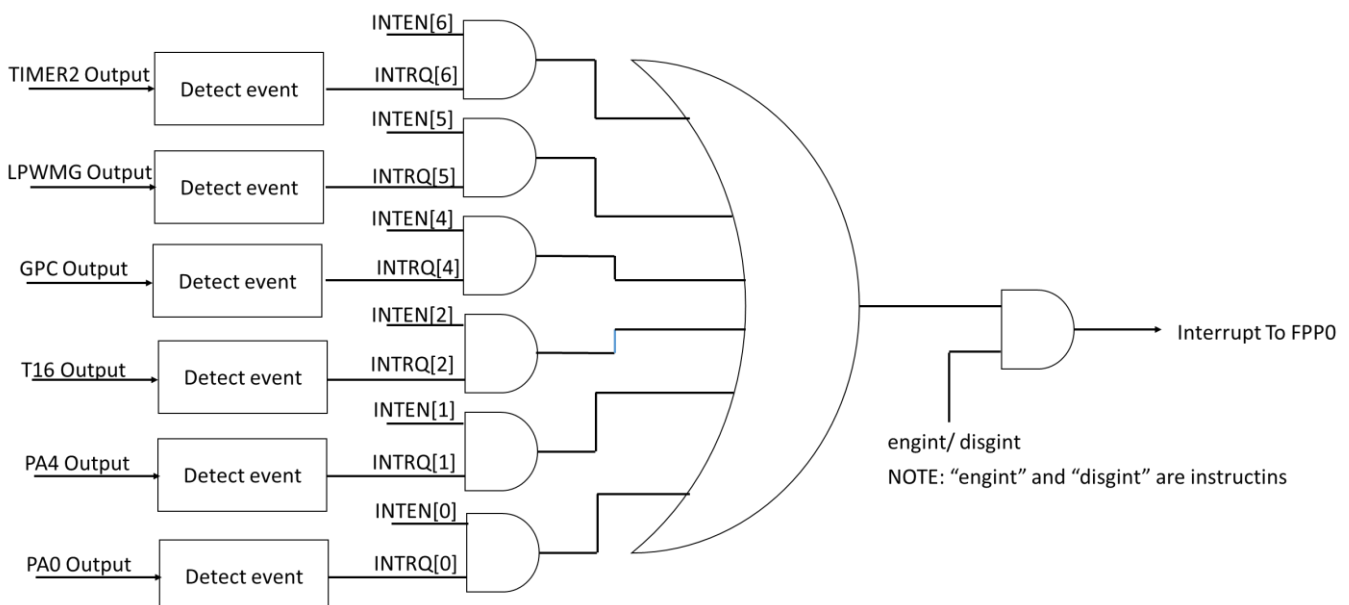 INTEN[6]
TIMER2 Output
Detect event
INTRQ[6]
INTEN[5]
LPWMG Output
Detect event
INTRQ[5]
INTEN[4]
GPC Output
Detect event
INTRQ[4]
INTEN[2]
T16 Output
Detect event
INTRQ[2]
INTEN[1]
PA4 Output
Detect event
INTRQ[1]
INTEN[0]
PA0 Output
Detect event
INTRQ[0]
Interrupt To FPP0
engint/ disgint
NOTE: “engint” and “disgint” are instructins